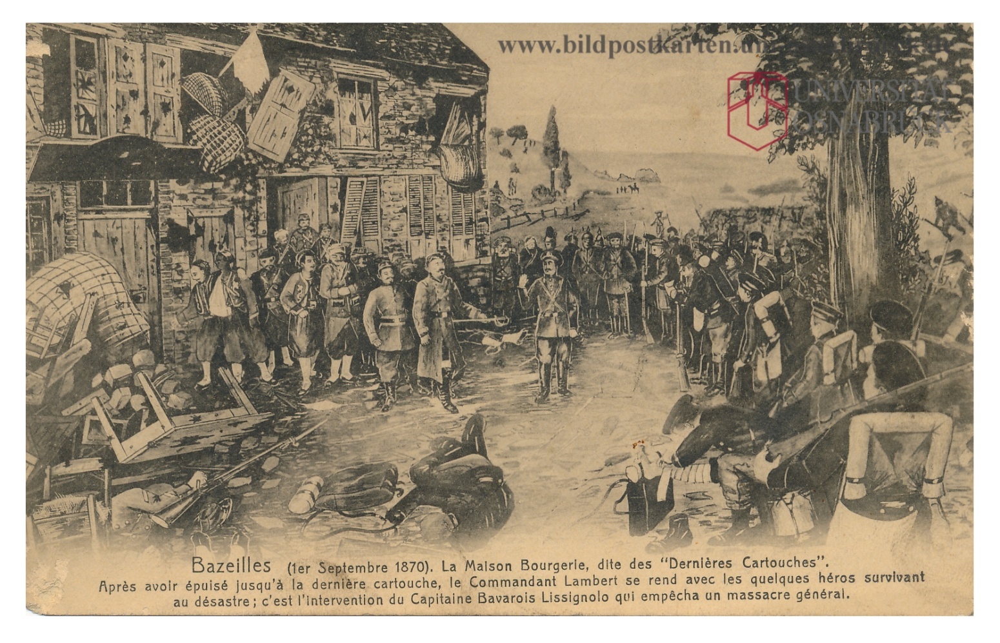 www.bildpostkarten.un
UNIVERSITÄT
OSNABRÜCK
Bazeilles (1er Septembre 1870). La Maison Bourgerie, dite des "Dernières Cartouches".
Après avoir épuisé jusqu'à la dernière cartouche, le Commandant Lambert se rend avec les quelques héros survivant
au désastre; c'est l'intervention du Capitaine Bavarois Lissignolo qui empêcha un massacre général.